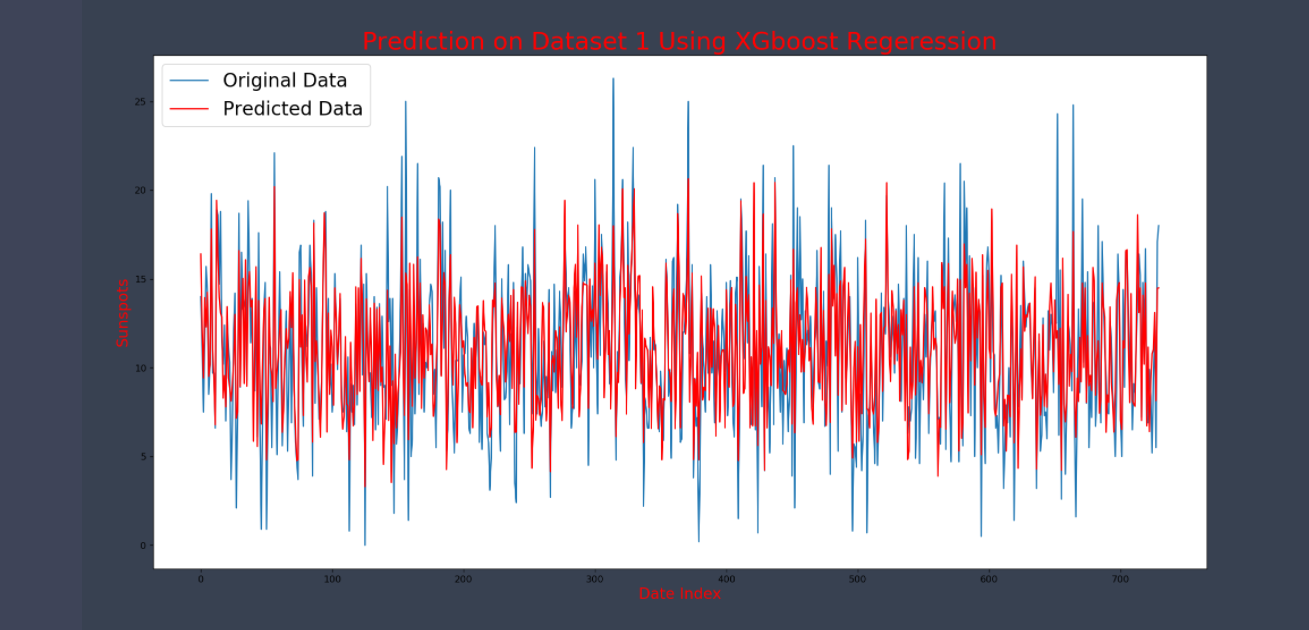 Prediction on Dataset 1 Using XGboost Regeression
Original Data
Predicted Data
25
20
15
10
5
0
Sunspots
0 100 200 300 400 500 600 700
Date Index